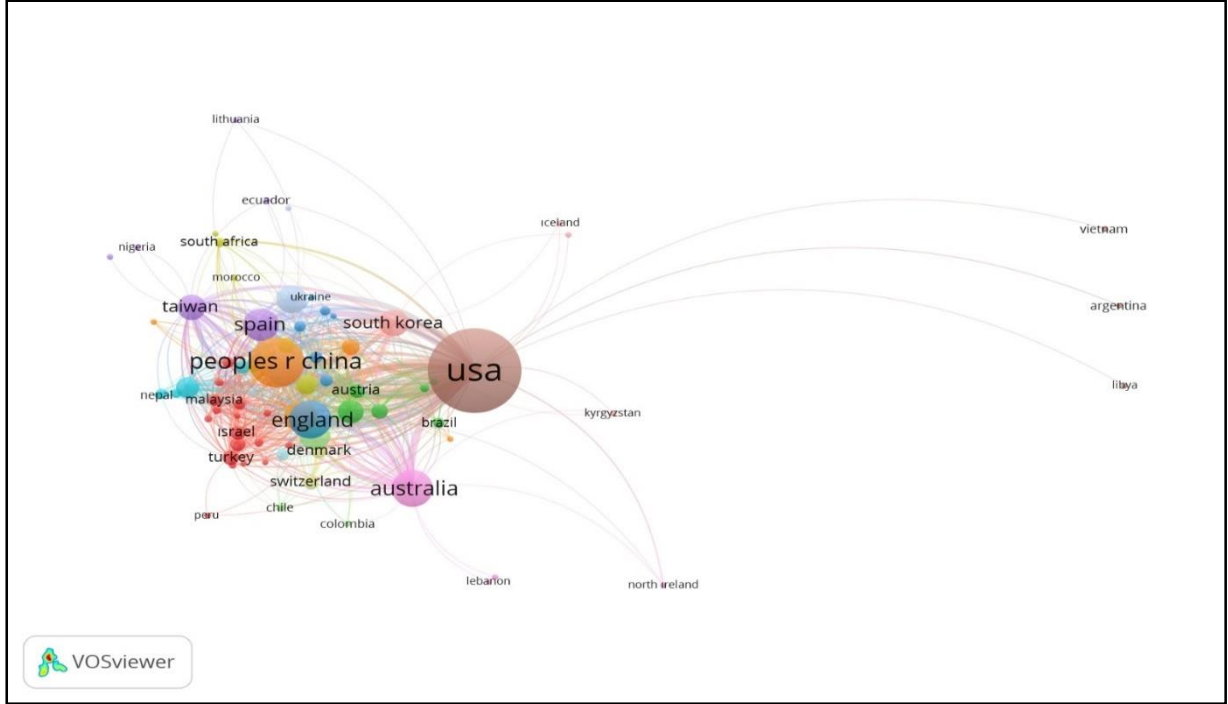 lithuania
ecuador
iceland
vietnam
nigeria
south africa
morocco
taiwan
ukraine
argentina
spain
south korea
peoples r china
usa
libya
nepal
malaysia
austria
kyrgyzstan
england
brazil
israel
denmark
turkey
switzerland
australia
chile
peru
colombia
lebanon
north ireland
VOSviewer